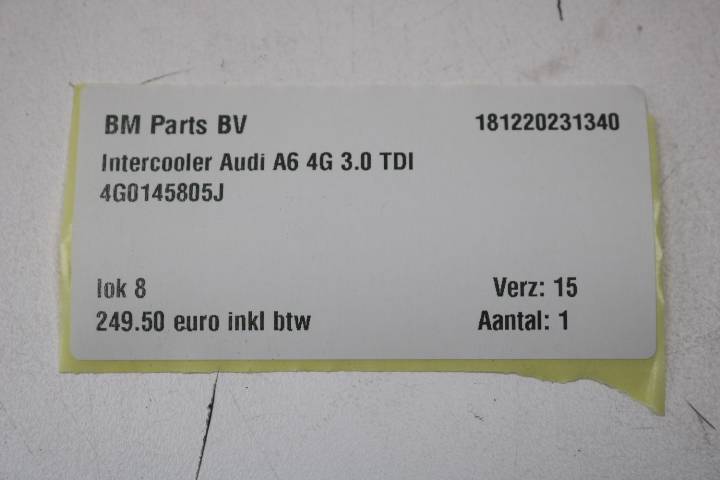 BM Parts BV 181220231340
Intercooler Audi A6 4G 3.0 TDI
4G0145805J
lok 8 Verz: 15
249.50 euro inkl btw Aantal: 1